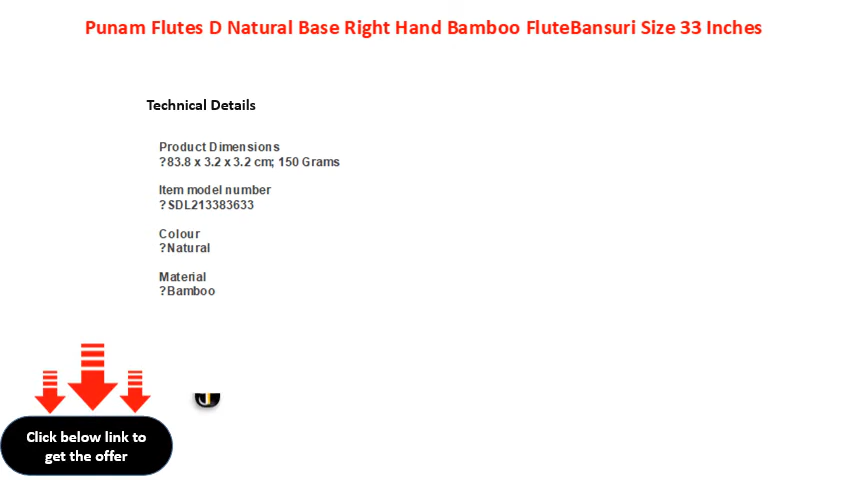 Punam Flutes D Natural Base Right Hand Bamboo FluteBansuri Size 33 Inches
Technical Details
Product Dimensions
?83.8 x 3.2 x 3.2 cm; 150 Grams
Item model number
?SDL213383633
Colour
?Natural
Material
?Bamboo
Click below link to
get the offer